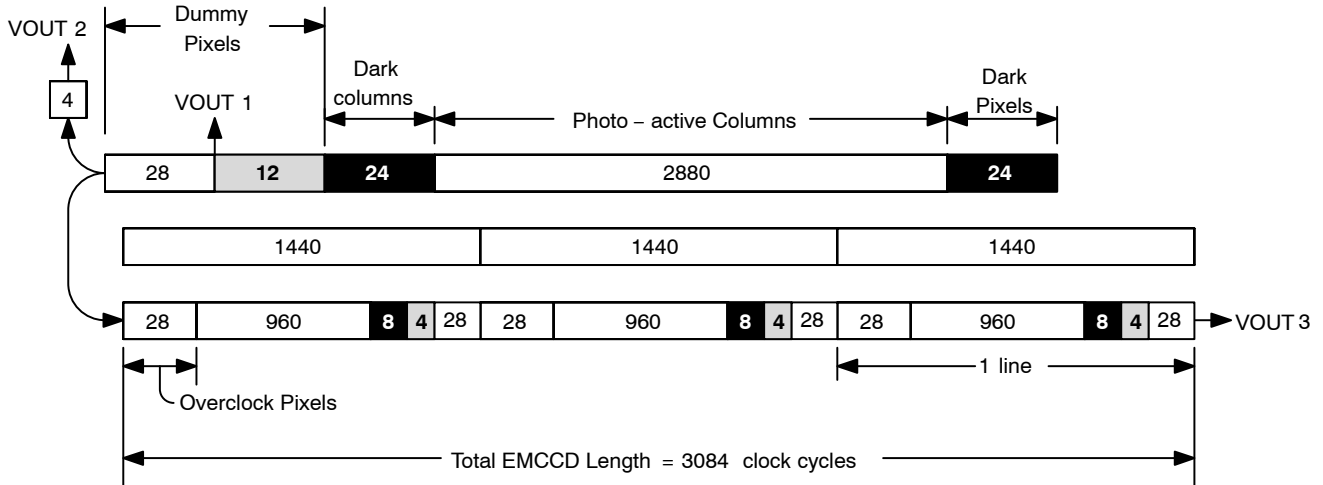 VOUT 2
Dummy
Pixels
4
VOUT 1
Dark
columns
Photo – active Columns
Dark
Pixels
28 12 24 2880 24
1440 1440 1440
28 960 8 4 28 28 960 8 4 28 28 960 8 4 28
VOUT 3
1 line
Overclock Pixels
Total EMCCD Length = 3084 clock cycles